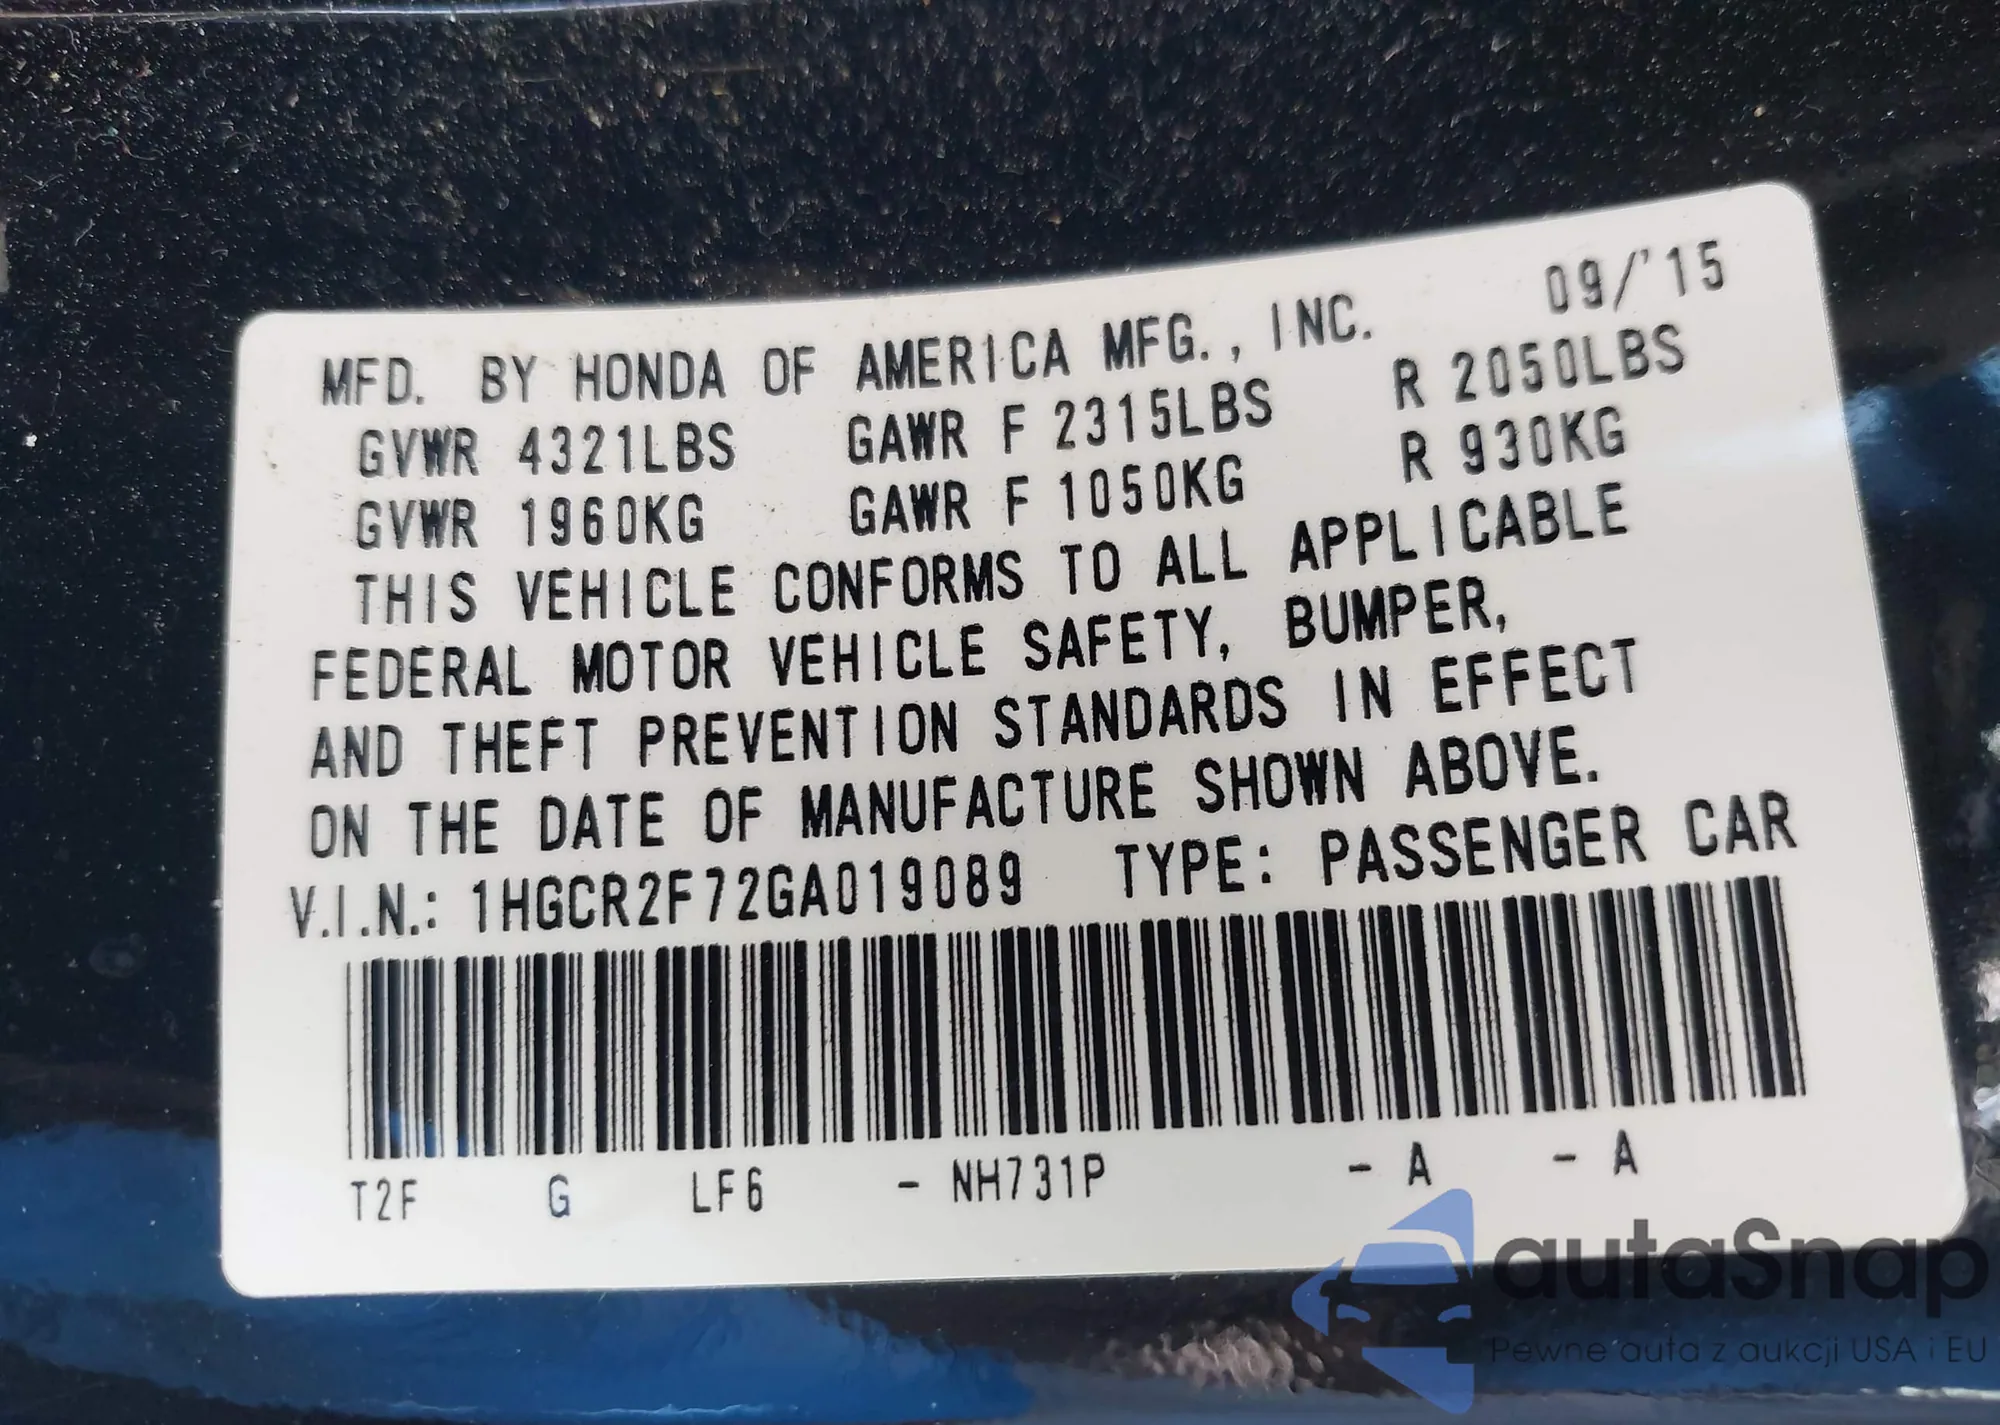 MFD. BY HONDA OF AMERICA MFG., INC. 09/'15
GVWR 4321LBS GAWR F 2315LBS R 2050LBS
GVWR 1960KG GAWR F 1050KG R 930KG
THIS VEHICLE CONFORMS TO ALL APPLICABLE
FEDERAL MOTOR VEHICLE SAFETY, BUMPER,
AND THEFT PREVENTION STANDARDS IN EFFECT
ON THE DATE OF MANUFACTURE SHOWN ABOVE.
V.I.N.: 1HGCR2F72GA019089 TYPE: PASSENGER CAR
T2F G LF6 - NH731P - A - A
autaSnap
Pewne auta z aukcji USA i EU